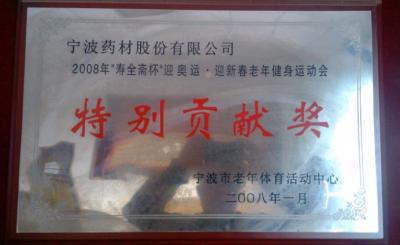 宁波药材股份有限公司
2008年"寿全斋杯"迎奥运·迎新春老年健身运动会
特别贡献奖
宁波市老年体育活动中心
二〇〇八年一月